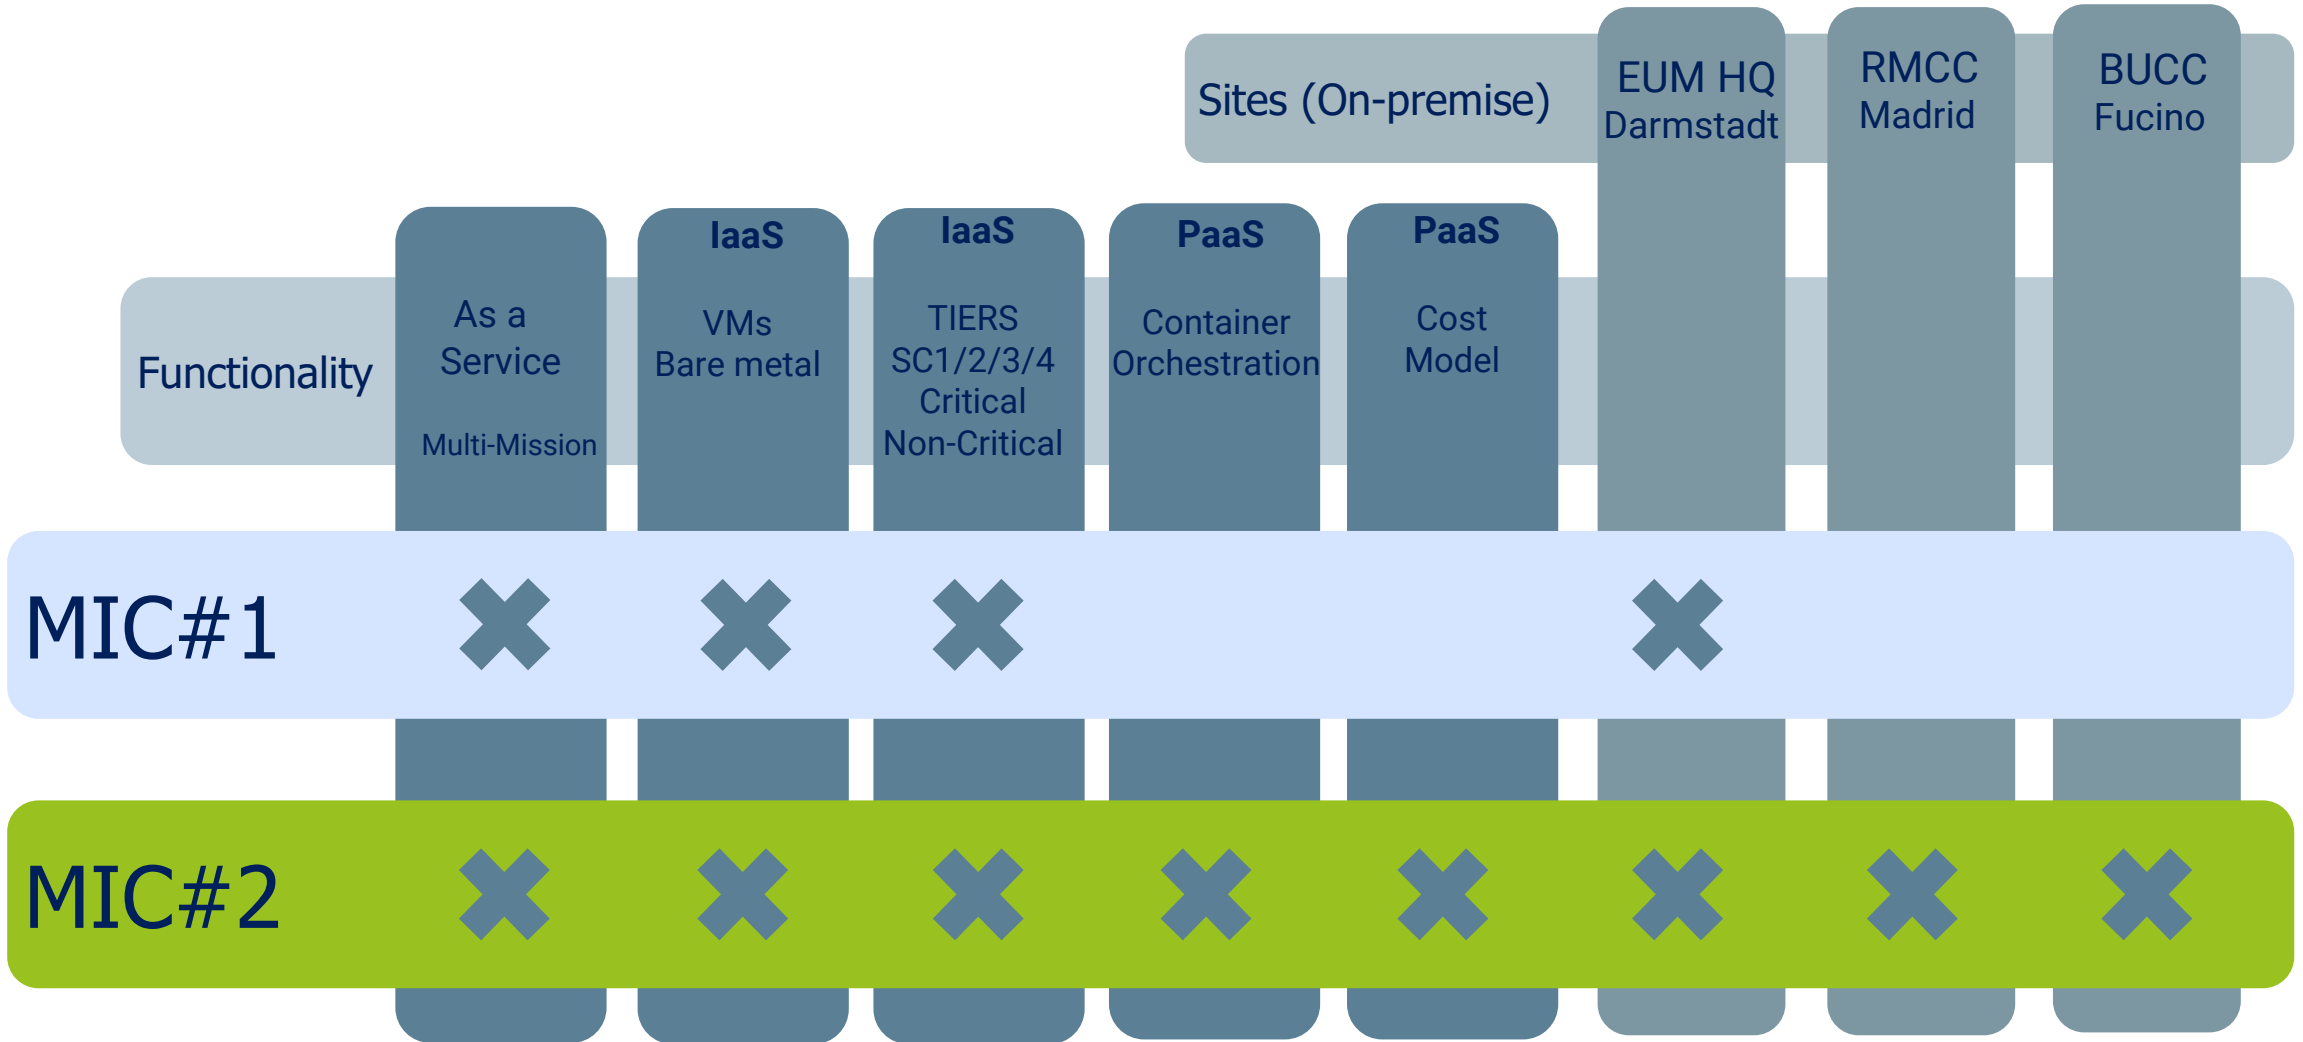 Sites (On-premise)
EUM HQ
Darmstadt
RMCC
Madrid
BUCC
Fucino
Functionality
As a
Service
Multi-Mission
IaaS
VMs
Bare metal
IaaS
TIERS
SC1/2/3/4
Critical
Non-Critical
PaaS
Container
Orchestration
PaaS
Cost
Model
MIC#1
MIC#2